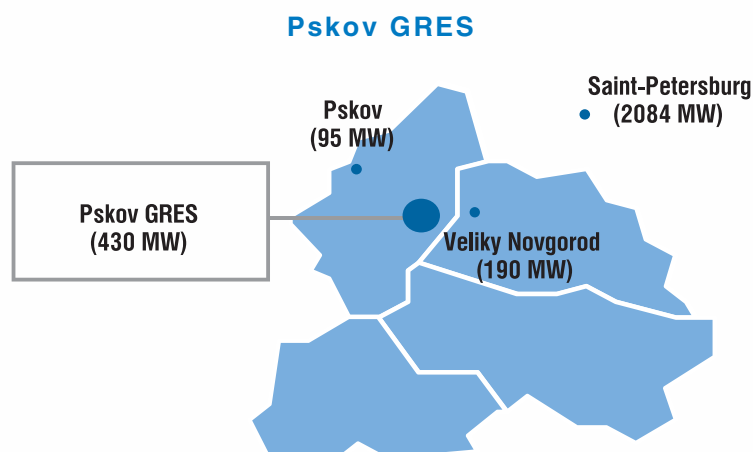 Pskov GRES
Saint-Petersburg
(2084 MW)
Pskov
(95 MW)
Pskov GRES
(430 MW)
Veliky Novgorod
(190 MW)